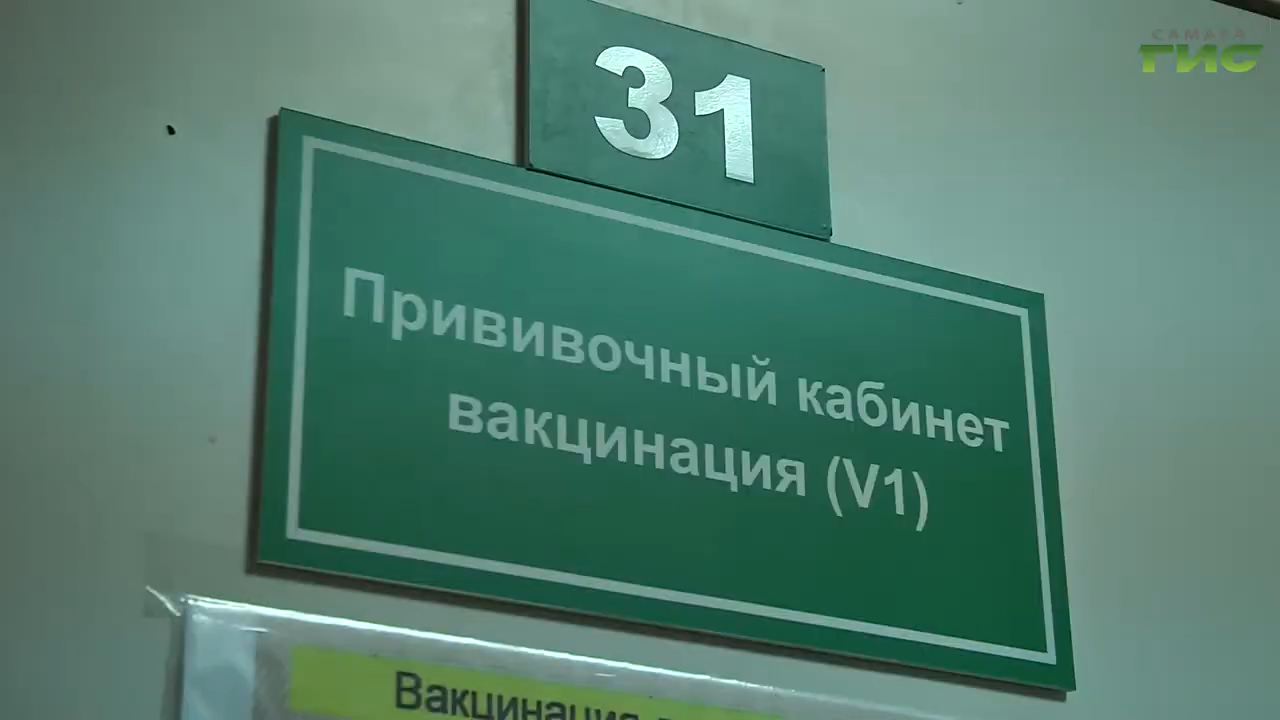 САМАРА
ГИС
31
Прививочный кабинет
вакцинация (V1)
Вакцинация